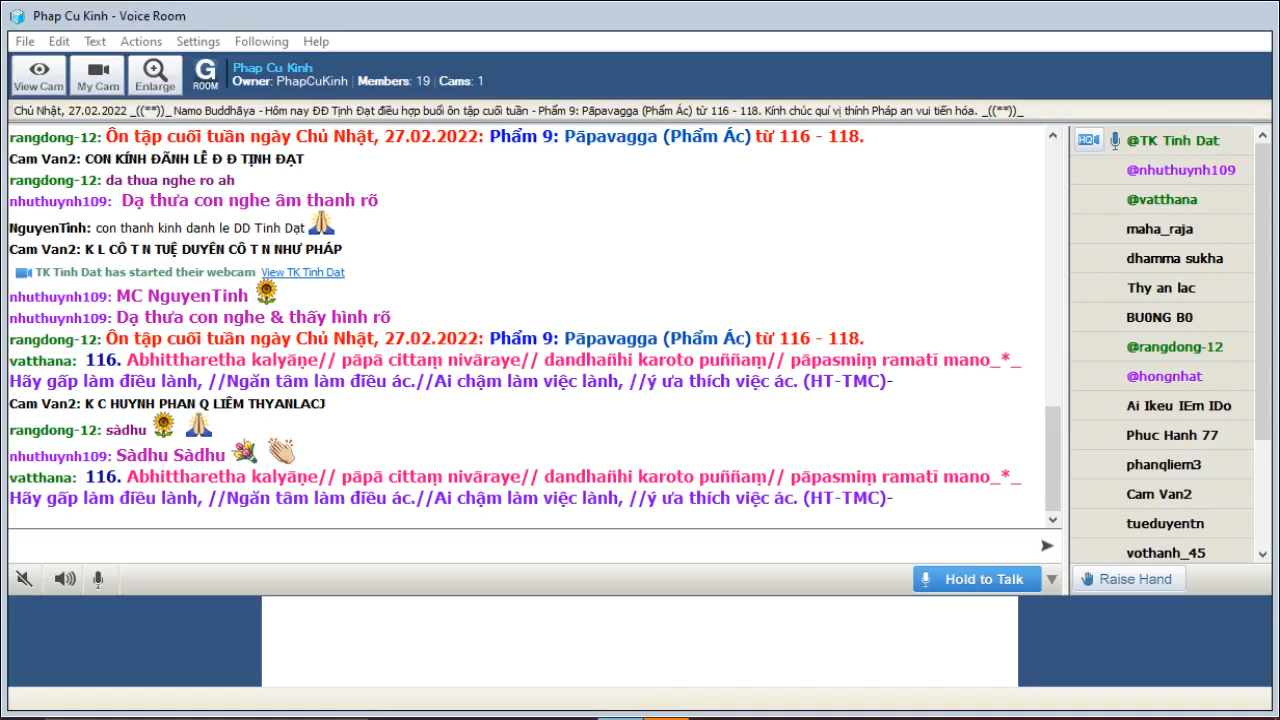 Phap Cu Kinh - Voice Room
File Edit Text Actions Settings Following Help
View Cam My Cam Enlarge G ROOM
Phap Cu Kinh
Owner: PhapCuKinh | Members: 19 | Cams: 1
Chủ Nhật, 27.02.2022 _((**))_ Namo Buddhāya - Hôm nay ĐĐ Tịnh Đạt điều hợp buổi ôn tập cuối tuần - Phẩm 9: Pāpavagga (Phẩm Ác) từ 116 - 118. Kính chúc quí vị thính Pháp an vui tiến hóa. _((**))_
rangdong-12: Ôn tập cuối tuần ngày Chủ Nhật, 27.02.2022: Phẩm 9: Pāpavagga (Phẩm Ác) từ 116 - 118.
Cam Van2: CON KÍNH ĐÃNH LỄ Đ Đ TỊNH ĐẠT
rangdong-12: da thua nghe ro ah
nhuthuynh109: Dạ thưa con nghe âm thanh rõ
NguyenTinh: con thanh kinh danh le DD Tinh Dạt
Cam Van2: K L CÔ T N TUỆ DUYÊN CÔ T N NHƯ PHÁP
TK Tinh Dat has started their webcam View TK Tinh Dat
nhuthuynh109: MC NguyenTinh
nhuthuynh109: Dạ thưa con nghe & thấy hình rõ
rangdong-12: Ôn tập cuối tuần ngày Chủ Nhật, 27.02.2022: Phẩm 9: Pāpavagga (Phẩm Ác) từ 116 - 118.
vatthana: 116. Abhittharetha kalyāṇe// pāpā cittaṃ nivāraye// dandhañhi karoto puññaṃ// pāpasmiṃ ramatī mano_*_
Hãy gấp làm điều lành, //Ngăn tâm làm điều ác.//Ai chậm làm việc lành, //ý ưa thích việc ác. (HT-TMC)-
Cam Van2: K C HUYNH PHAN Q LIÊM THYANLACJ
rangdong-12: sàdhu
nhuthuynh109: Sàdhu Sàdhu
vatthana: 116. Abhittharetha kalyāṇe// pāpā cittaṃ nivāraye// dandhañhi karoto puññaṃ// pāpasmiṃ ramatī mano_*_
Hãy gấp làm điều lành, //Ngăn tâm làm điều ác.//Ai chậm làm việc lành, //ý ưa thích việc ác. (HT-TMC)-
HD
@TK Tinh Dat
@nhuthuynh109
@vatthana
maha_raja
dhamma sukha
Thy an lac
BU0NG B0
@rangdong-12
@hongnhat
Ai Ikeu IEm IDo
Phuc Hanh 77
phanqliem3
Cam Van2
tueduyentn
vothanh_45
Hold to Talk
Raise Hand